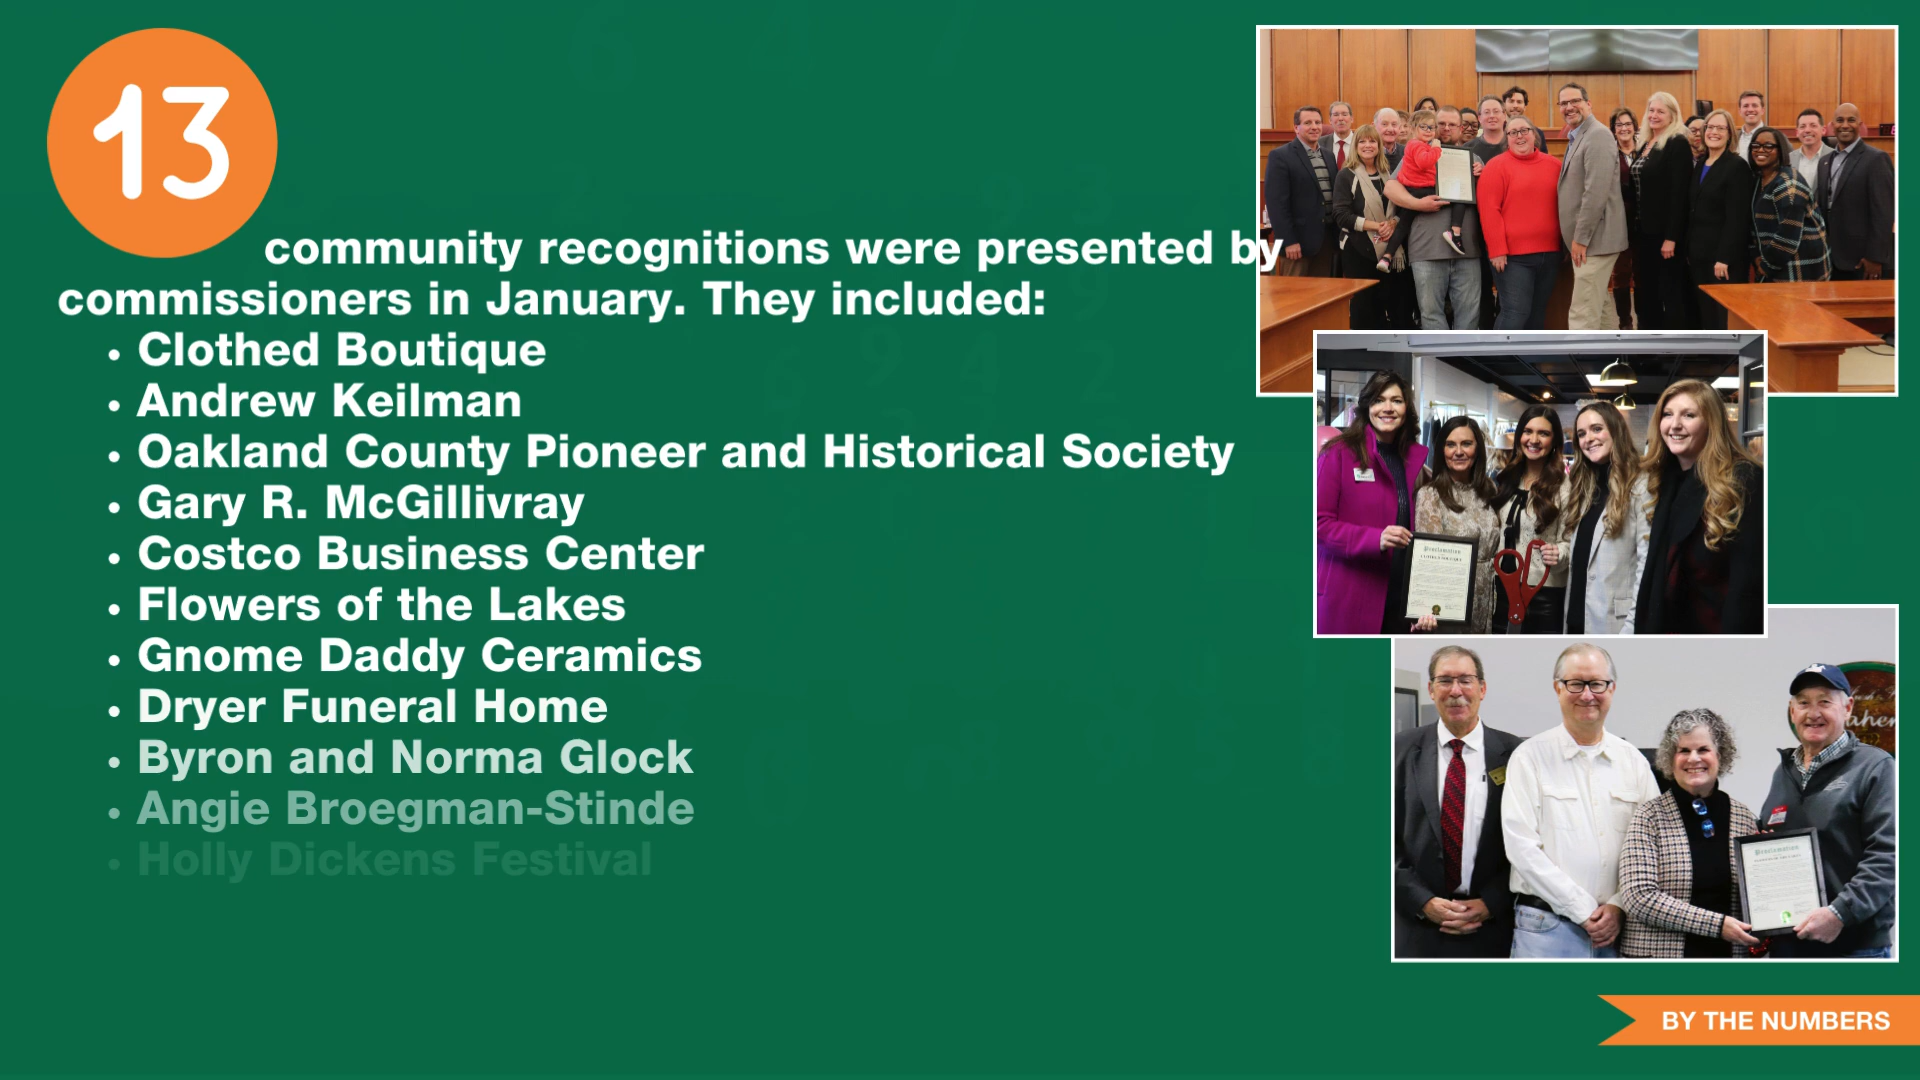 13
community recognitions were presented by
commissioners in January. They included:
• Clothed Boutique
• Andrew Keilman
• Oakland County Pioneer and Historical Society
• Gary R. McGillivray
• Costco Business Center
• Flowers of the Lakes
• Gnome Daddy Ceramics
• Dryer Funeral Home
• Byron and Norma Glock
• Angie Broegman-Stinde
• Holly Dickens Festival
Proclamation
Proclamation
BY THE NUMBERS